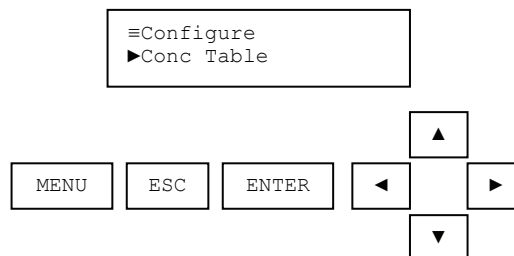 ≡Configure
►Conc Table
▲
MENU ESC ENTER ◄ ►
▼